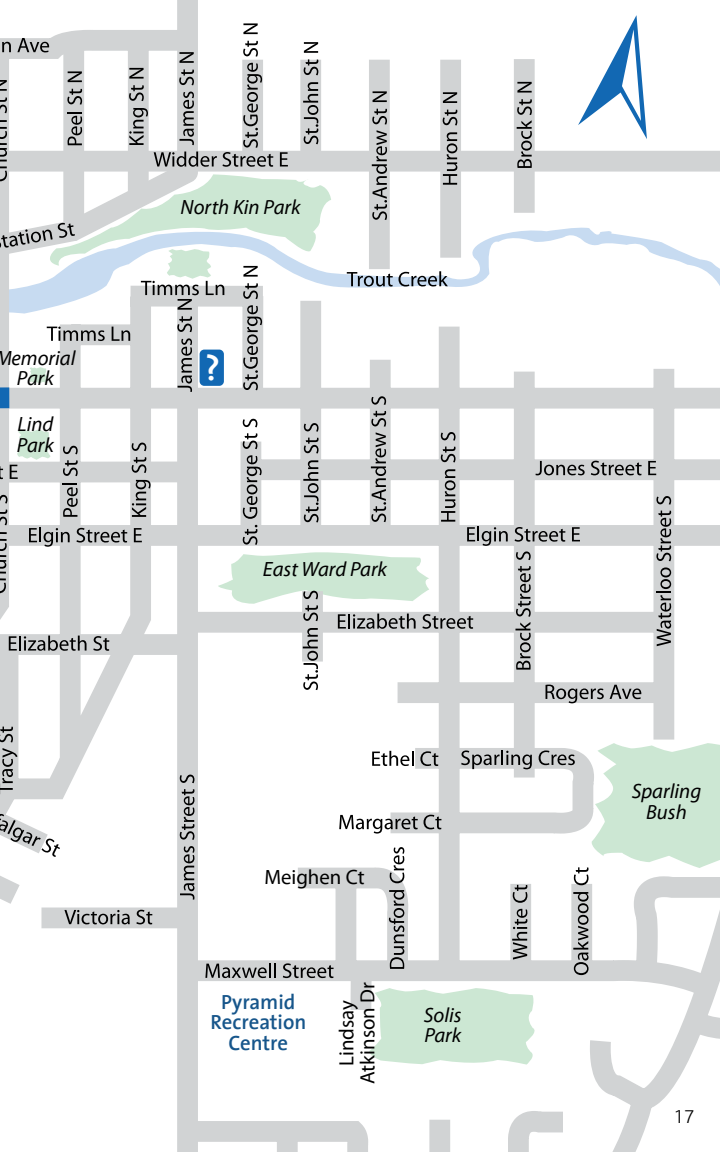 n Ave
Church St N
Peel St N
King St N
James St N
St.George St N
St.John St N
St.Andrew St N
Huron St N
Brock St N
Widder Street E
North Kin Park
Station St
Trout Creek
Timms Ln
St.George St N
James St N
Timms Ln
?
Memorial
Park
Lind
Park
t E
Peel St S
King St S
St. George St S
St.John St S
St.Andrew St S
Huron St S
Jones Street E
Waterloo Street S
Church St S
Elgin Street E
Elgin Street E
East Ward Park
Brock Street S
St.John St S
Elizabeth Street
Elizabeth St
Rogers Ave
Tracy St
Ethel Ct
Sparling Cres
Sparling
Bush
James Street S
Margaret Ct
falgar St
Meighen Ct
Dunsford Cres
White Ct
Oakwood Ct
Victoria St
Maxwell Street
Pyramid
Recreation
Centre
Lindsay
Atkinson Dr
Solis
Park
17